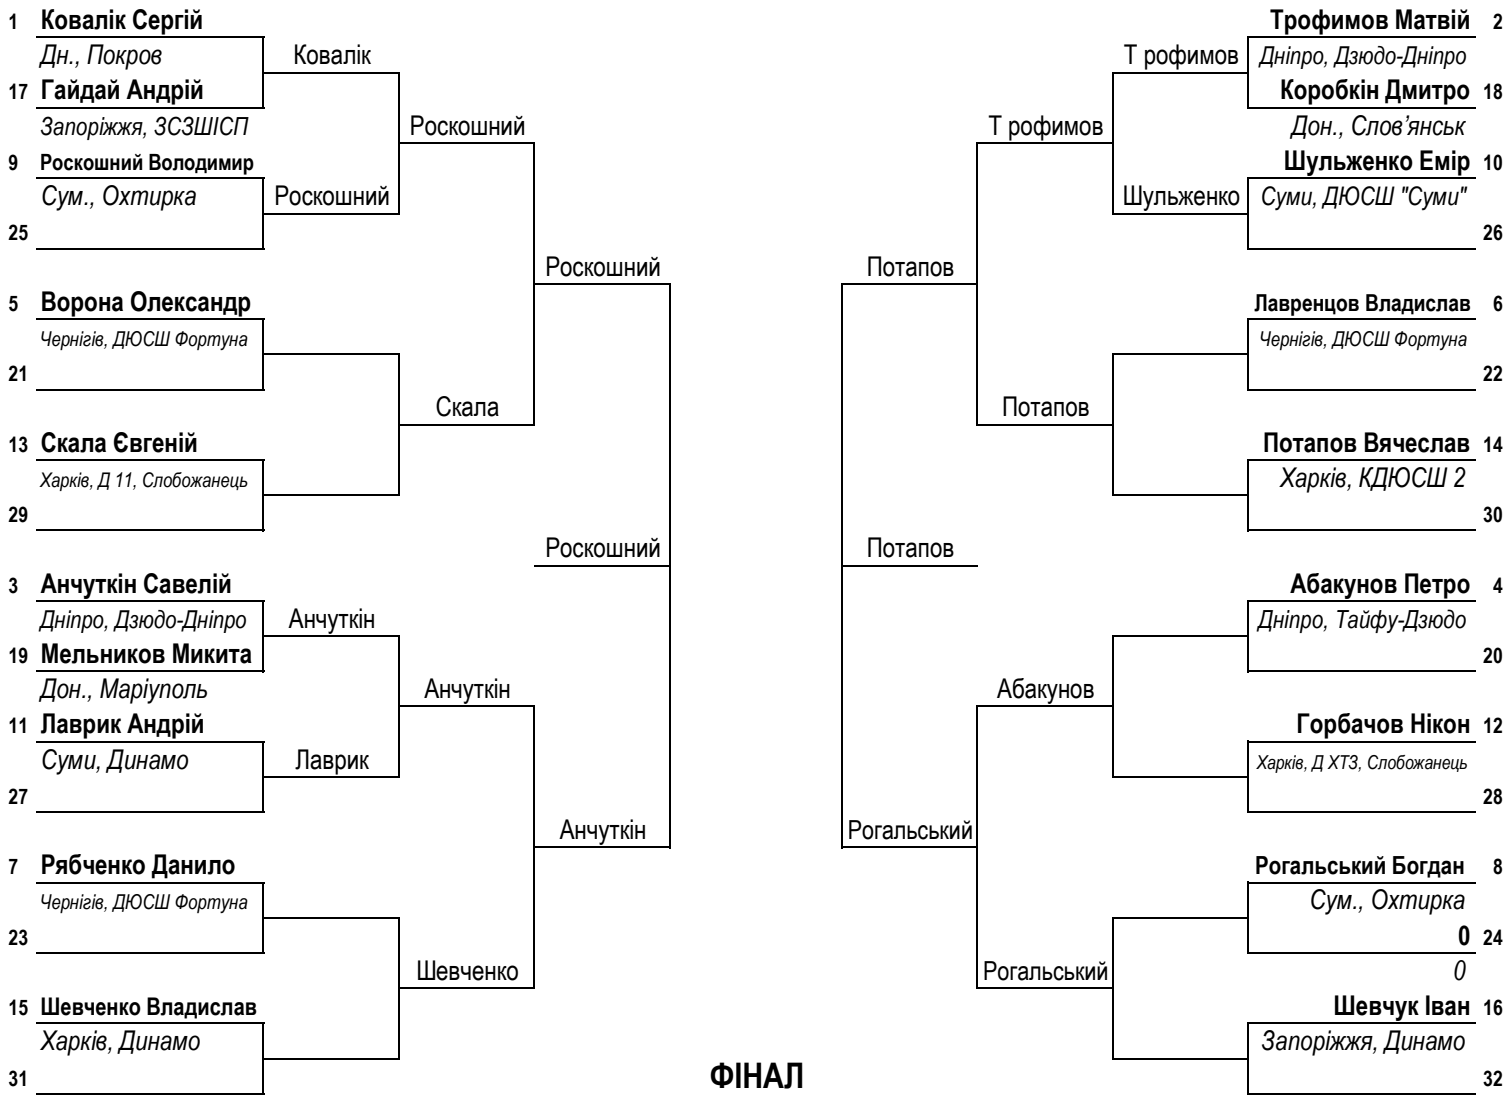 1 Ковалік Сергій
Дн., Покров
Ковалік
17 Гайдай Андрій
Запоріжжя, ЗСЗШІСП
Роскошний
9 Роскошний Володимир
Сум., Охтирка
Роскошний
25
Роскошний
5 Ворона Олександр
Чернігів, ДЮСШ Фортуна
21
Скала
13 Скала Євгеній
Харків, Д 11, Слобожанець
29
Роскошний
3 Анчуткін Савелій
Дніпро, Дзюдо-Дніпро
Анчуткін
19 Мельников Микита
Дон., Маріуполь
Анчуткін
11 Лаврик Андрій
Суми, Динамо
Лаврик
27
Анчуткін
7 Рябченко Данило
Чернігів, ДЮСШ Фортуна
23
Шевченко
15 Шевченко Владислав
Харків, Динамо
31
Трофимов Матвій 2
Т рофимов
Дніпро, Дзюдо-Дніпро
Коробкін Дмитро 18
Т рофимов
Дон., Слов’янськ
Шульженко Емір 10
Шульженко
Суми, ДЮСШ "Суми"
26
Потапов
Лавренцов Владислав 6
Чернігів, ДЮСШ Фортуна
22
Потапов
Потапов Вячеслав 14
Харків, КДЮСШ 2
30
Потапов
Абакунов Петро 4
Дніпро, Тайфу-Дзюдо
20
Абакунов
Горбачов Нікон 12
Харків, Д ХТЗ, Слобожанець
28
Рогальський
Рогальський Богдан 8
Сум., Охтирка
0 24
Рогальський
0
Шевчук Іван 16
Запоріжжя, Динамо
32
ФІНАЛ